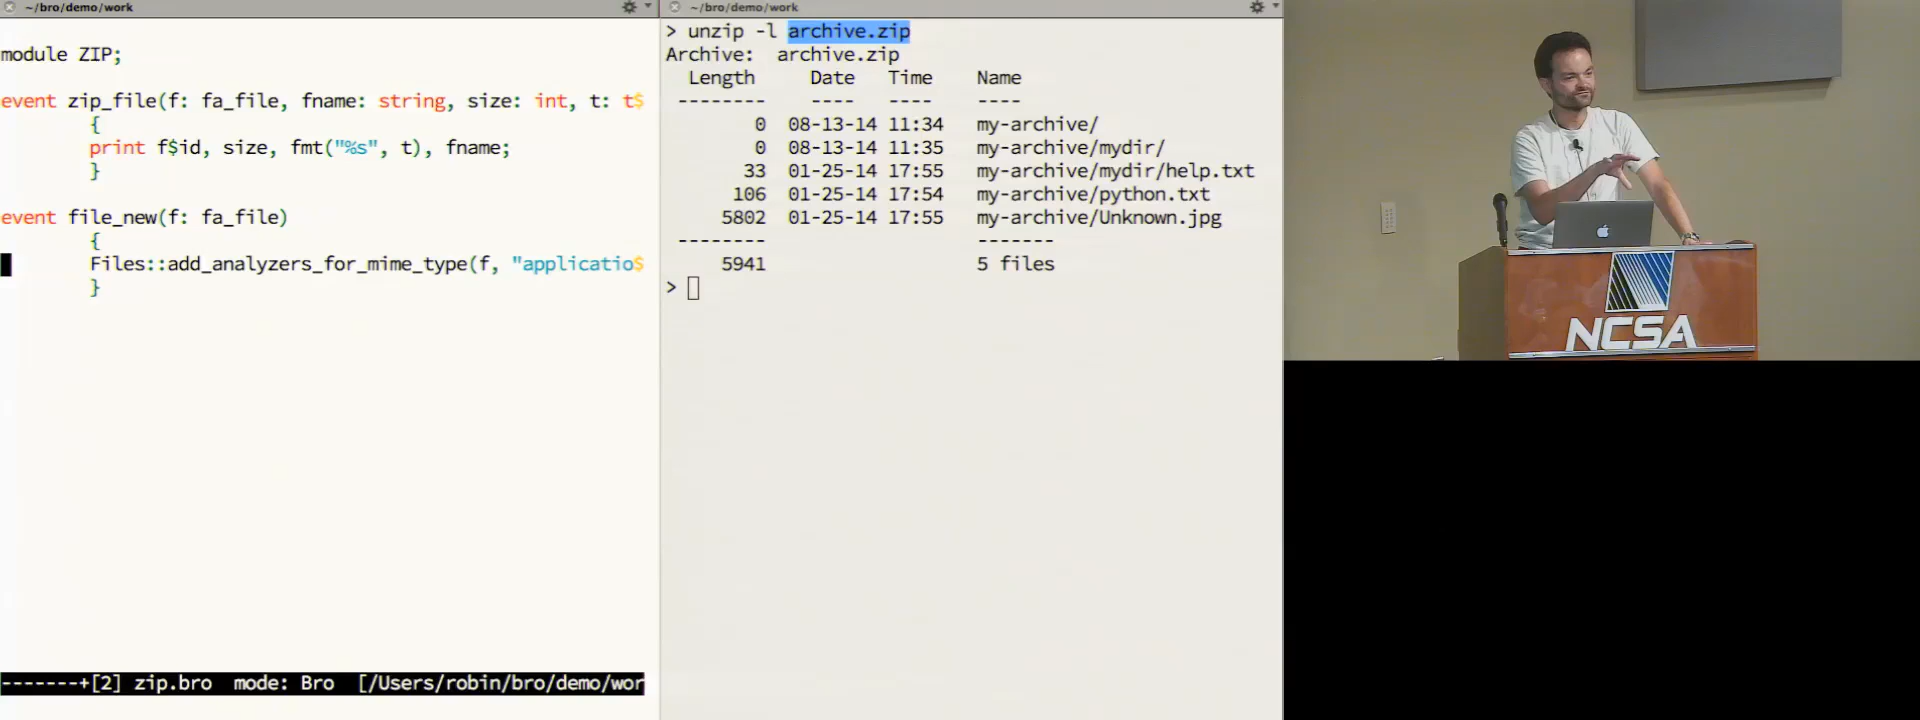 ~/bro/demo/work
module ZIP;
event zip_file(f: fa_file, fname: string, size: int, t: t$
{
print f$id, size, fmt("%s", t), fname;
}
event file_new(f: fa_file)
{
Files::add_analyzers_for_mime_type(f, "applicatio$
}
-------+[2] zip.bro mode: Bro [/Users/robin/bro/demo/wor
~/bro/demo/work
> unzip -l archive.zip
Archive: archive.zip
Length Date Time Name
-------- ---- ---- ----
0 08-13-14 11:34 my-archive/
0 08-13-14 11:35 my-archive/mydir/
33 01-25-14 17:55 my-archive/mydir/help.txt
106 01-25-14 17:54 my-archive/python.txt
5802 01-25-14 17:55 my-archive/Unknown.jpg
-------- -------
5941 5 files
>
NCSA